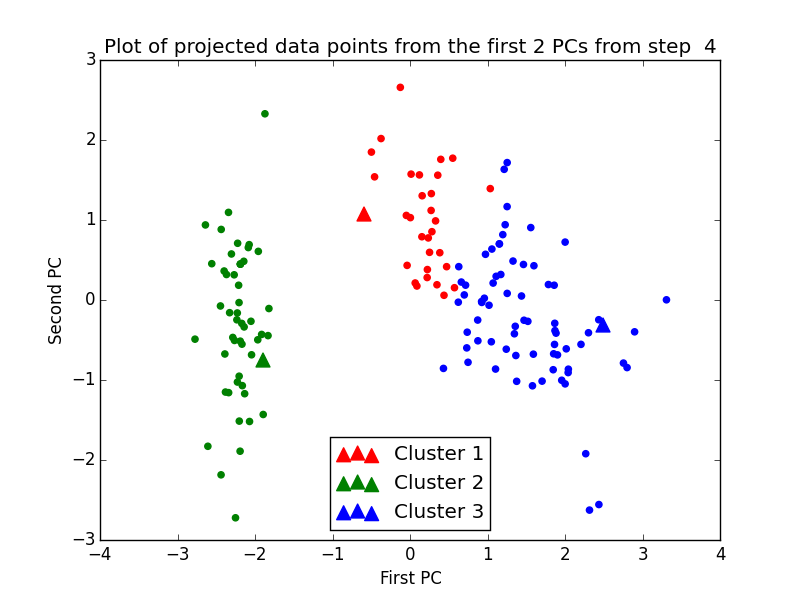 Plot of projected data points from the first 2 PCs from step  4
3
2
1
0
−1
−2
−3
Second PC
Cluster 1
Cluster 2
Cluster 3
−4 −3 −2 −1 0 1 2 3 4
First PC